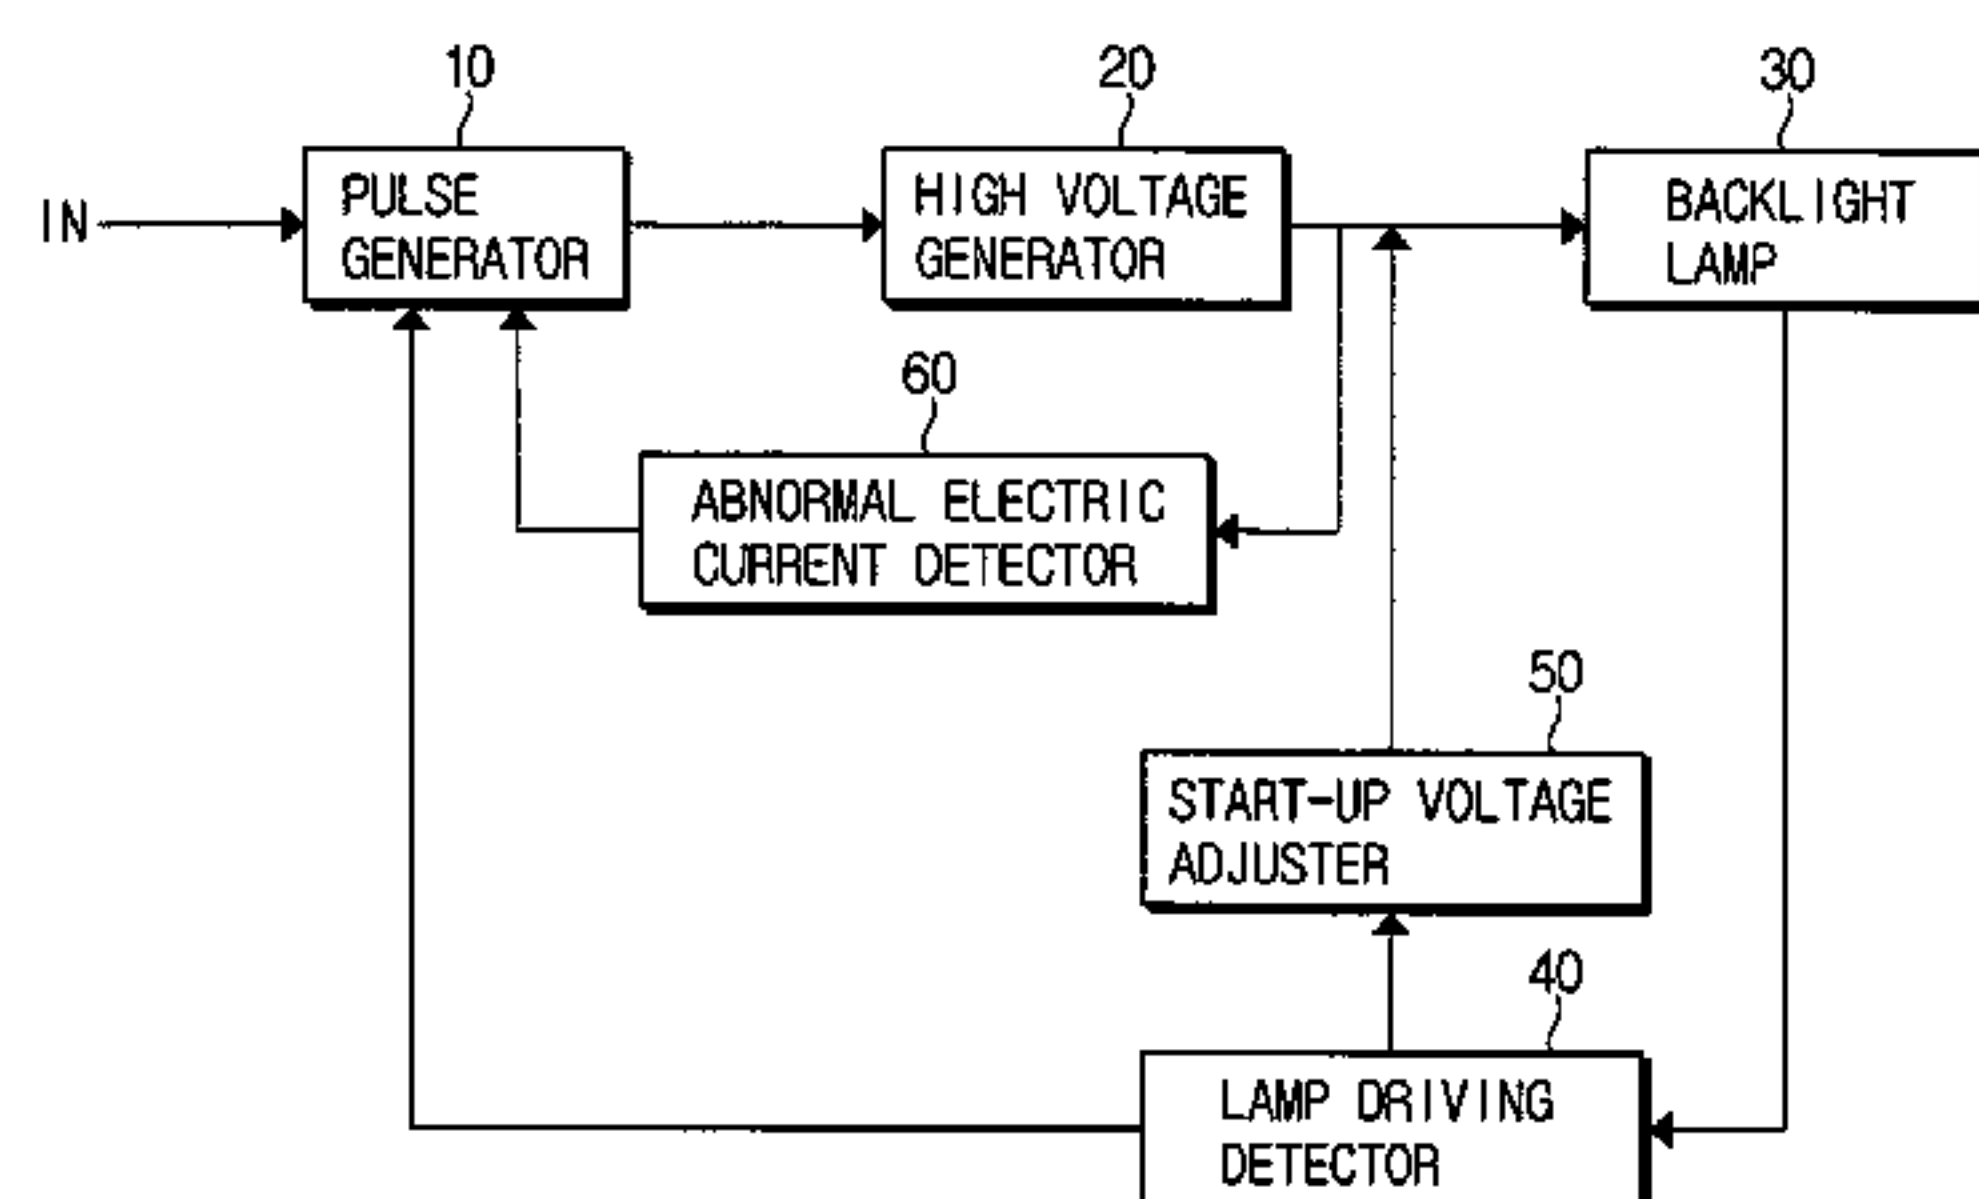 10
20
30
IN
PULSE
GENERATOR
HIGH VOLTAGE
GENERATOR
BACKLIGHT
LAMP
60
ABNORMAL ELECTRIC
CURRENT DETECTOR
50
START-UP VOLTAGE
ADJUSTER
40
LAMP DRIVING
DETECTOR